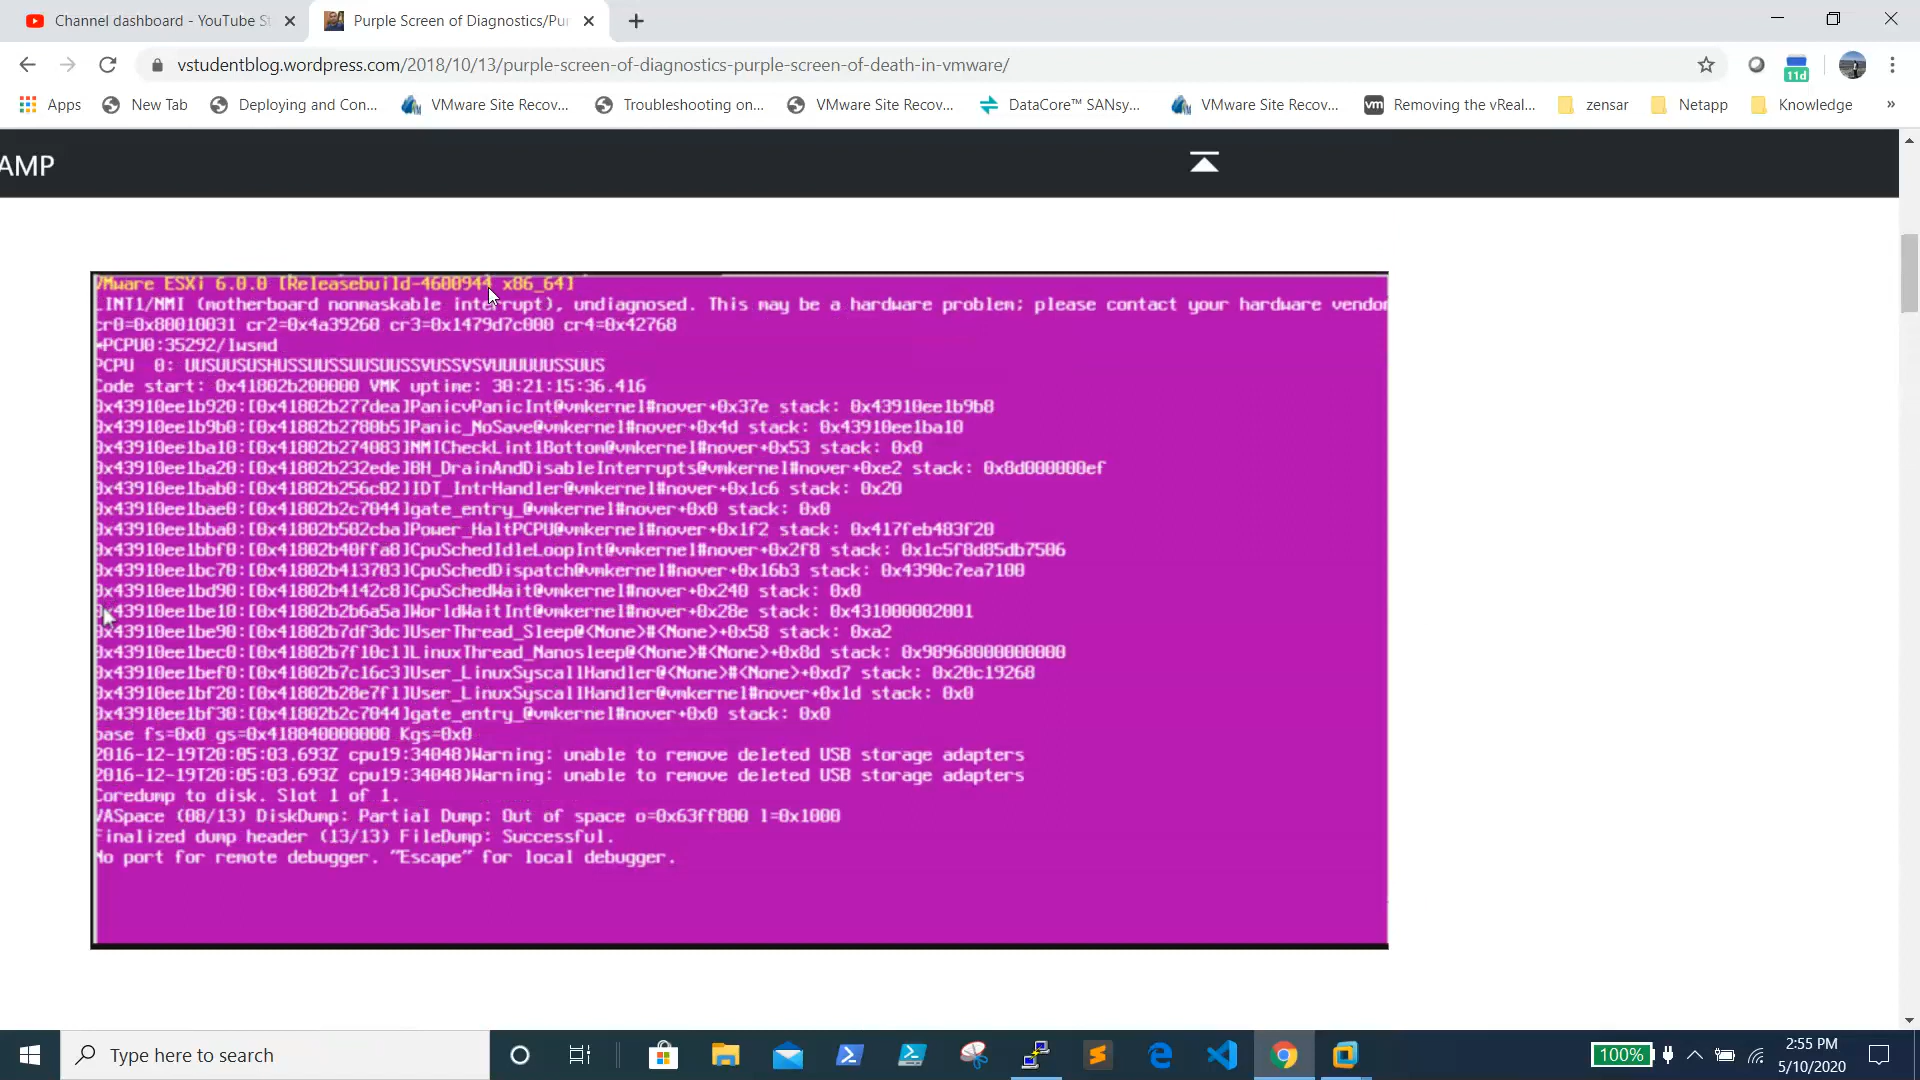 Channel dashboard - YouTube St
Purple Screen of Diagnostics/Pur
vstudentblog.wordpress.com/2018/10/13/purple-screen-of-diagnostics-purple-screen-of-death-in-vmware/
11d
Apps
New Tab
Deploying and Con...
VMware Site Recov...
Troubleshooting on...
VMware Site Recov...
DataCore™ SANsy...
VMware Site Recov...
vm
Removing the vReal...
zensar
Netapp
Knowledge
»
AMP
VMware ESXi 6.0.0 [Releasebuild-4600944 x86_64]
LINT1/NMI (motherboard nonmaskable interrupt), undiagnosed. This may be a hardware problem; please contact your hardware vendor
cr0=0x80010031 cr2=0x4a39260 cr3=0x1479d7c000 cr4=0x42768
*PCPU0:35292/lwsmd
PCPU 0: UUSUUSUSHUSSUUSSUUSUUSSVUSSVSVUUUUUUSSUUS
Code start: 0x41802b200000 VMK uptime: 30:21:15:36.416
0x43910ee1b920:[0x41802b277dea]PanicvPanicInt@vmkernel#nover+0x37e stack: 0x43910ee1b9b8
0x43910ee1b9b0:[0x41802b2780b5]Panic_NoSave@vmkernel#nover+0x4d stack: 0x43910ee1ba10
0x43910ee1ba10:[0x41802b274083]NMICheckLint1Bottom@vmkernel#nover+0x53 stack: 0x0
0x43910ee1ba20:[0x41802b232ede]BH_DrainAndDisableInterrupts@vmkernel#nover+0xe2 stack: 0x8d000000ef
0x43910ee1bab0:[0x41802b256c02]IDT_IntrHandler@vmkernel#nover+0x1c6 stack: 0x20
0x43910ee1bae0:[0x41802b2c7044]gate_entry_@vmkernel#nover+0x0 stack: 0x0
0x43910ee1bba0:[0x41802b502cba]Power_HaltPCPU@vmkernel#nover+0x1f2 stack: 0x417feb483f20
0x43910ee1bbf0:[0x41802b40ffa8]CpuSchedIdleLoopInt@vmkernel#nover+0x2f8 stack: 0x1c5f8d85db7506
0x43910ee1bc70:[0x41802b413703]CpuSchedDispatch@vmkernel#nover+0x16b3 stack: 0x4390c7ea7100
0x43910ee1bd90:[0x41802b4142c8]CpuSchedWait@vmkernel#nover+0x240 stack: 0x0
0x43910ee1be10:[0x41802b2b6a5a]WorldWaitInt@vmkernel#nover+0x28e stack: 0x431000002001
0x43910ee1be90:[0x41802b7df3dc]UserThread_Sleep@<None>#<None>+0x58 stack: 0xa2
0x43910ee1bec0:[0x41802b7f10c1]LinuxThread_Nanosleep@<None>#<None>+0x8d stack: 0x98968000000000
0x43910ee1bef0:[0x41802b7c16c3]User_LinuxSyscallHandler@<None>#<None>+0xd7 stack: 0x20c19268
0x43910ee1bf20:[0x41802b28e7f1]User_LinuxSyscallHandler@vmkernel#nover+0x1d stack: 0x0
0x43910ee1bf30:[0x41802b2c7044]gate_entry_@vmkernel#nover+0x0 stack: 0x0
base fs=0x0 gs=0x418040000000 Kgs=0x0
2016-12-19T20:05:03.693Z cpu19:34048)Warning: unable to remove deleted USB storage adapters
2016-12-19T20:05:03.693Z cpu19:34048)Warning: unable to remove deleted USB storage adapters
Coredump to disk. Slot 1 of 1.
VASpace (08/13) DiskDump: Partial Dump: Out of space o=0x63ff800 l=0x1000
Finalized dump header (13/13) FileDump: Successful.
No port for remote debugger. "Escape" for local debugger.
Type here to search
100%
2:55 PM
5/10/2020